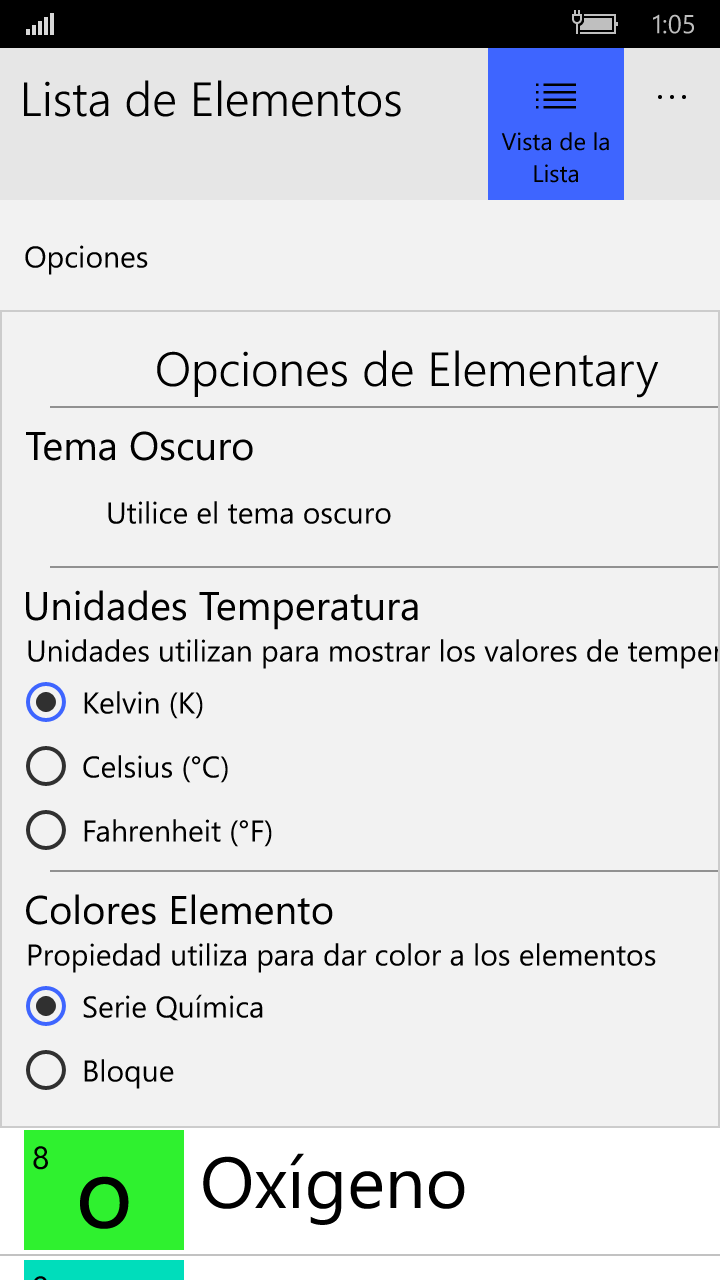 1:05
Lista de Elementos
Vista de la
Lista
...
Opciones
Opciones de Elementary
Tema Oscuro
Utilice el tema oscuro
Unidades Temperatura
Unidades utilizan para mostrar los valores de temper
Kelvin (K)
Celsius (°C)
Fahrenheit (°F)
Colores Elemento
Propiedad utiliza para dar color a los elementos
Serie Química
Bloque
8
O
Oxígeno